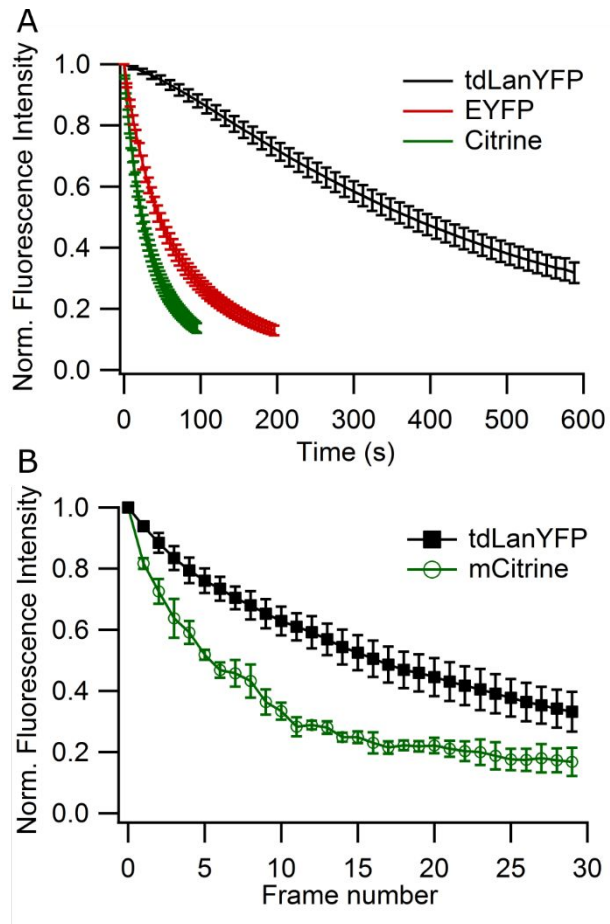 A
1.0
0.8
0.6
0.4
0.2
0.0
Norm. Fluorescence Intensity
tdLanYFP
EYFP
Citrine
0 100 200 300 400 500 600
Time (s)
B
1.0
0.8
0.6
0.4
0.2
0.0
Norm. Fluorescence Intensity
tdLanYFP
mCitrine
0 5 10 15 20 25 30
Frame number